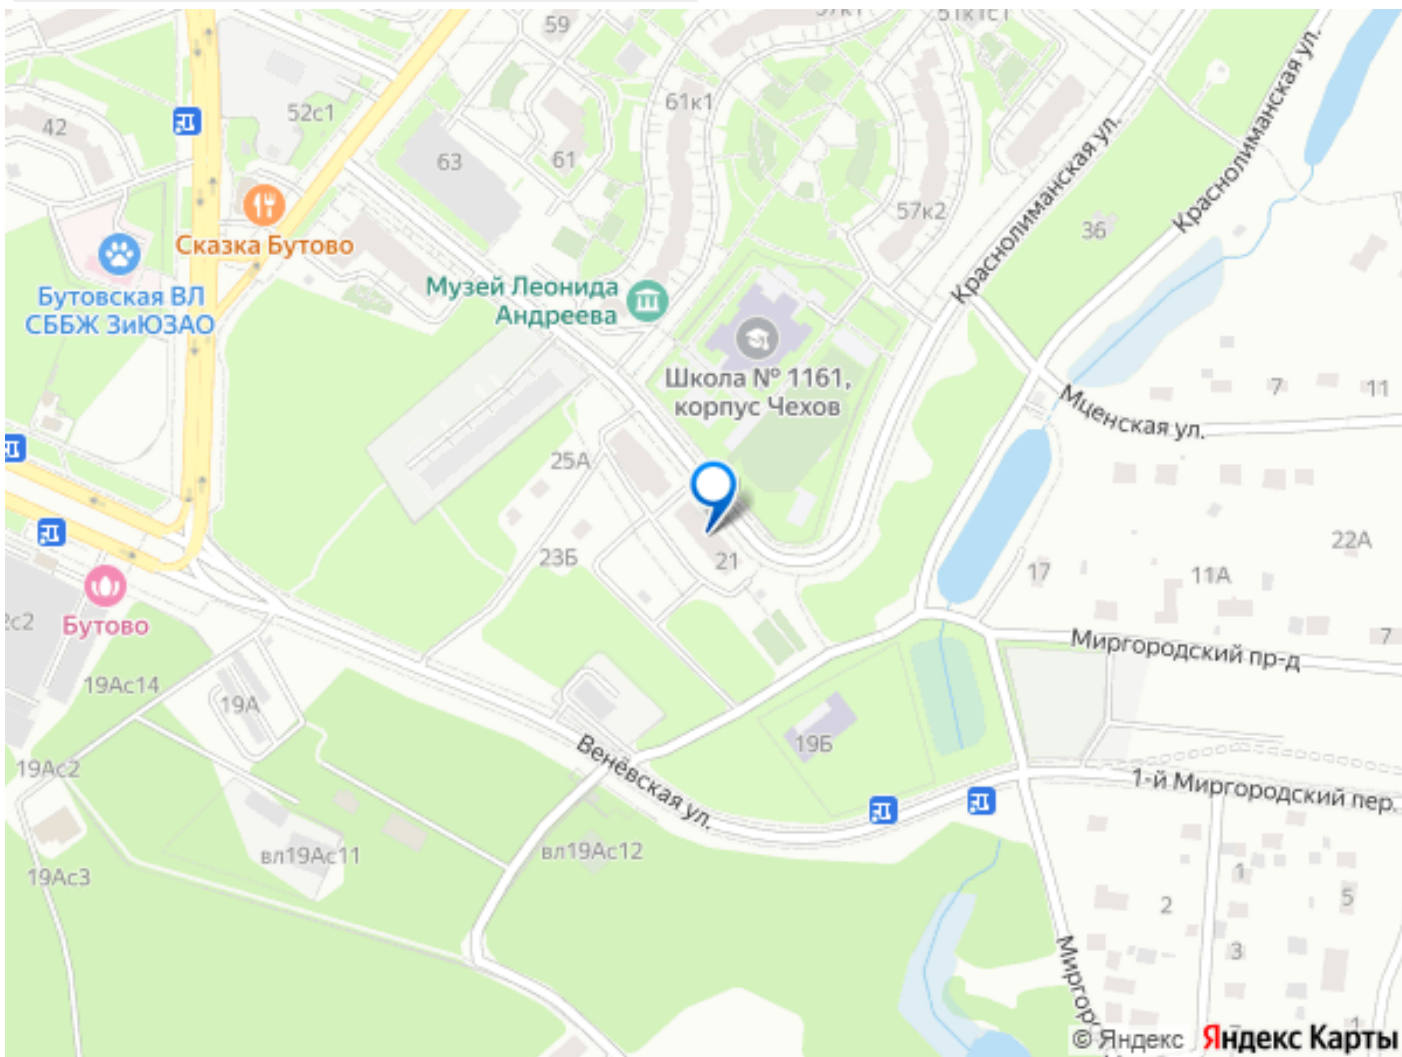 59
52с1
42
61к1
63
61
57к2
36
Краснолиманская ул.
Краснолиманская ул.
Сказка Бутово
Бутовская ВЛ
СББЖ ЗиЮЗАО
Музей Леонида
Андреева
Школа № 1161,
корпус Чехов
7
11
Мценская ул.
25А
23Б
21
22А
17
11А
7
Бутово
Миргородский пр-д
19Ас14
19А
19Б
19Ас2
Венёвская ул.
1-й Миргородский пер.
вл19Ас11
вл19Ас12
19Ас3
1
2
5
3
© Яндекс Яндекс Карты